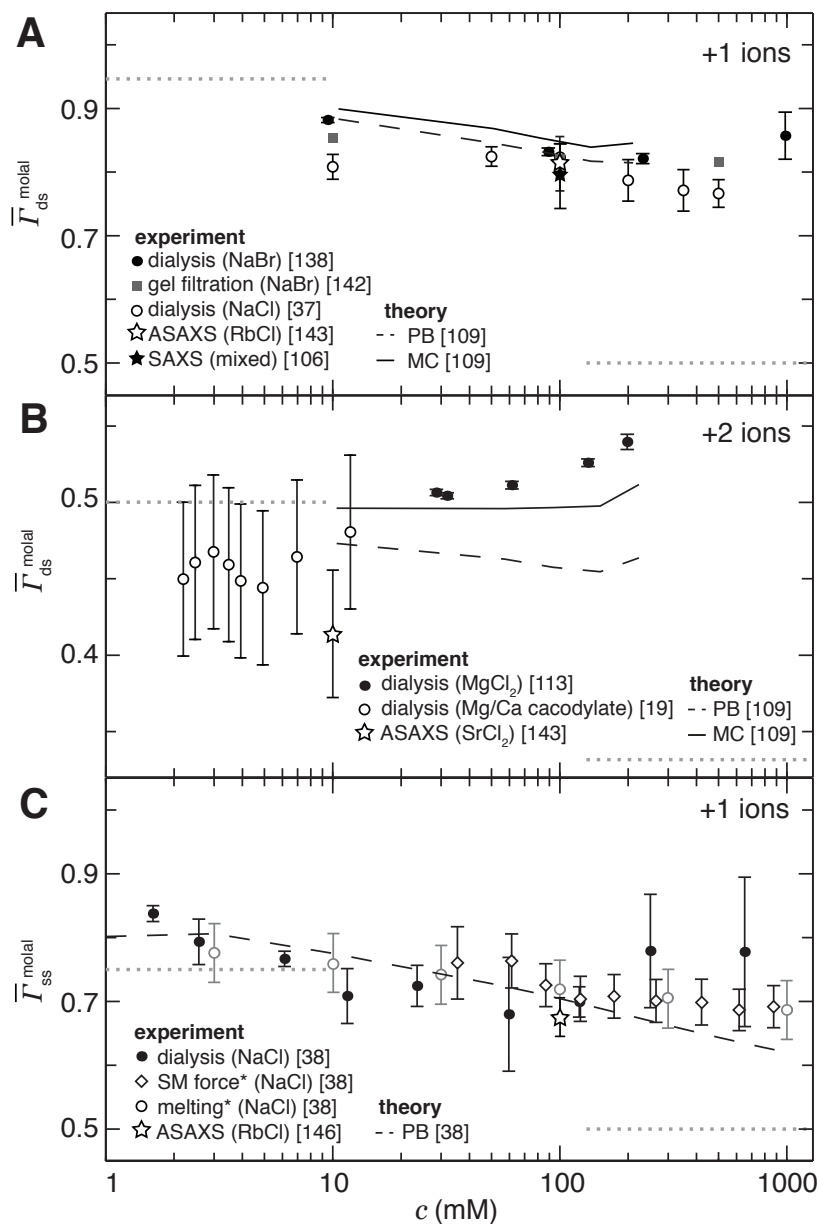 A
+1 ions
0.9
0.7
0.5
Γ̅ds molal
experiment
dialysis (NaBr) [138]
gel filtration (NaBr) [142]
dialysis (NaCl) [37]
ASAXS (RbCl) [143]
SAXS (mixed) [106]
theory
PB [109]
MC [109]
B
+2 ions
0.5
0.4
Γ̅ds molal
experiment
dialysis (MgCl₂) [113]
dialysis (Mg/Ca cacodylate) [19]
ASAXS (SrCl₂) [143]
theory
PB [109]
MC [109]
C
+1 ions
0.9
0.7
0.5
Γ̅ss molal
experiment
dialysis (NaCl) [38]
SM force* (NaCl) [38]
melting* (NaCl) [38]
ASAXS (RbCl) [146]
theory
PB [38]
1 10 100 1000
c (mM)